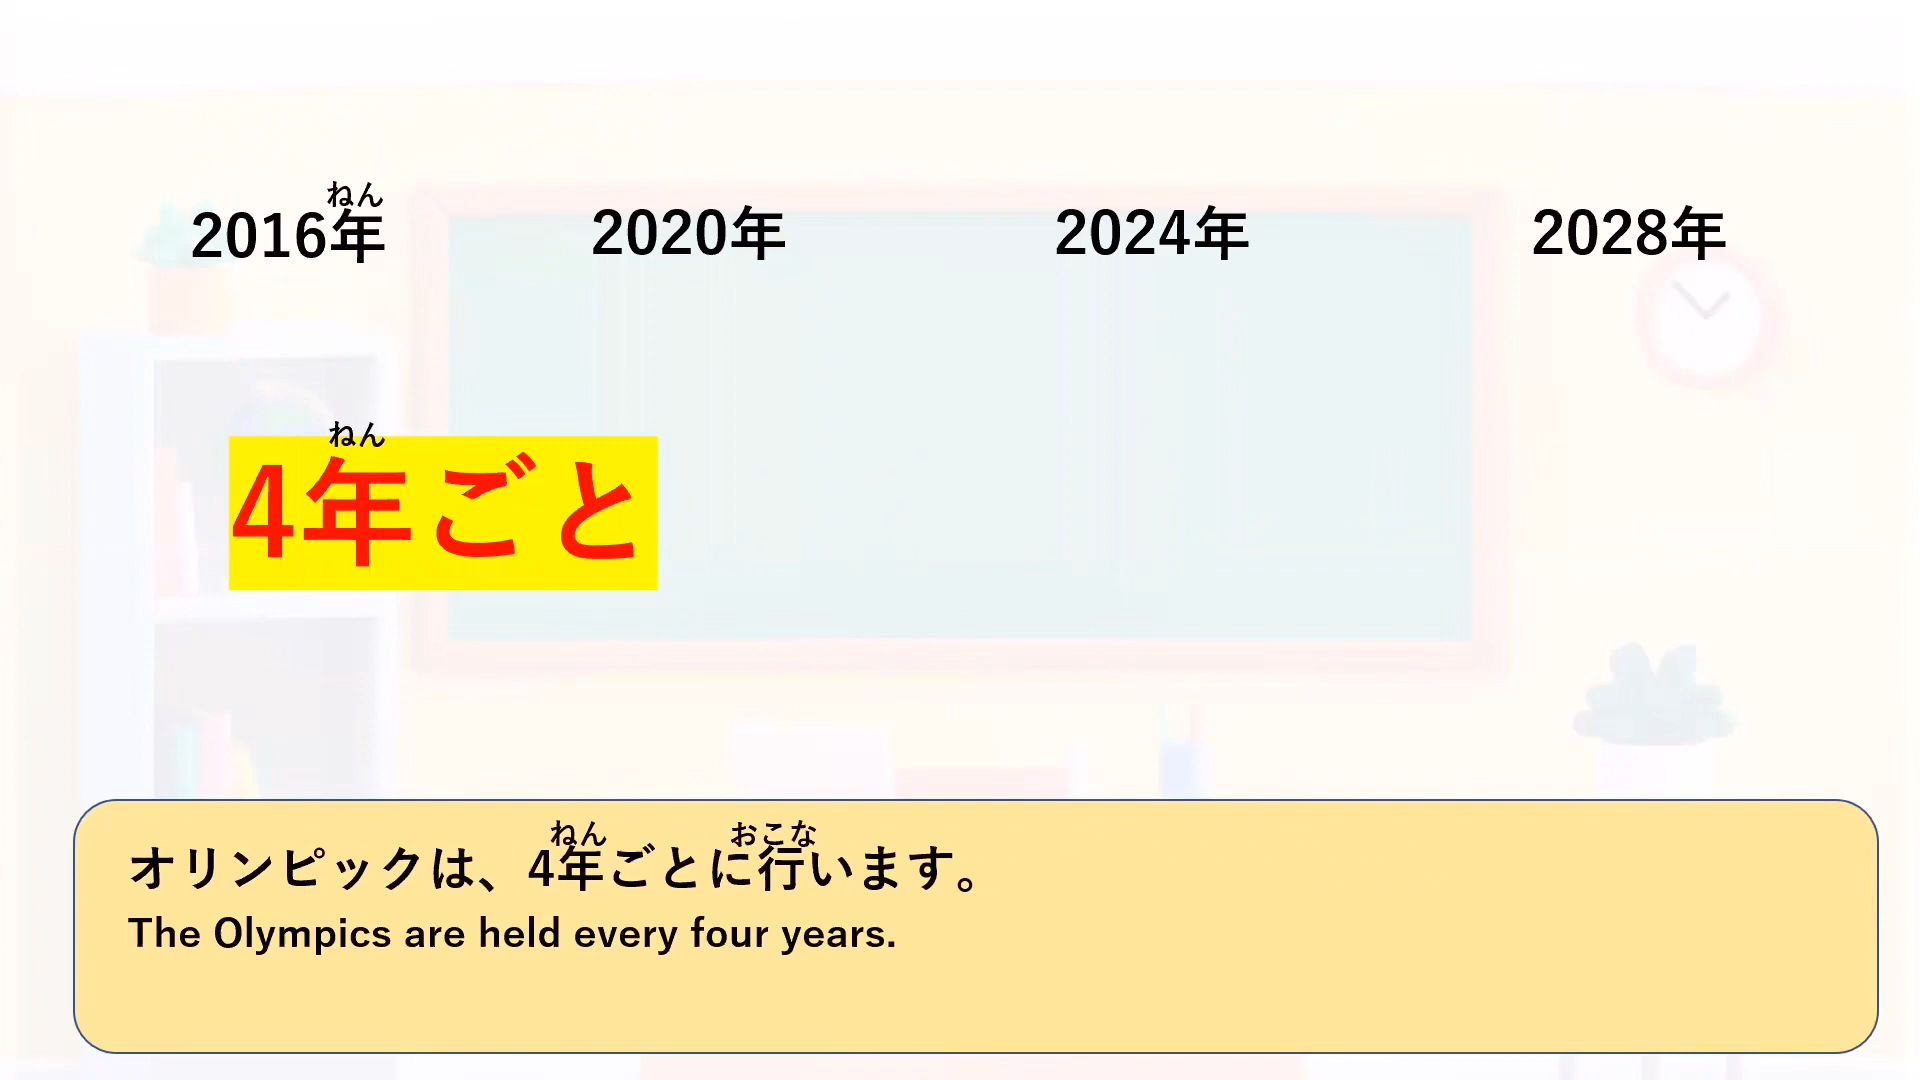 ねん
2016年 2020年 2024年 2028年
ねん
4年ごと
ねん おこな
オリンピックは、4年ごとに行います。
The Olympics are held every four years.